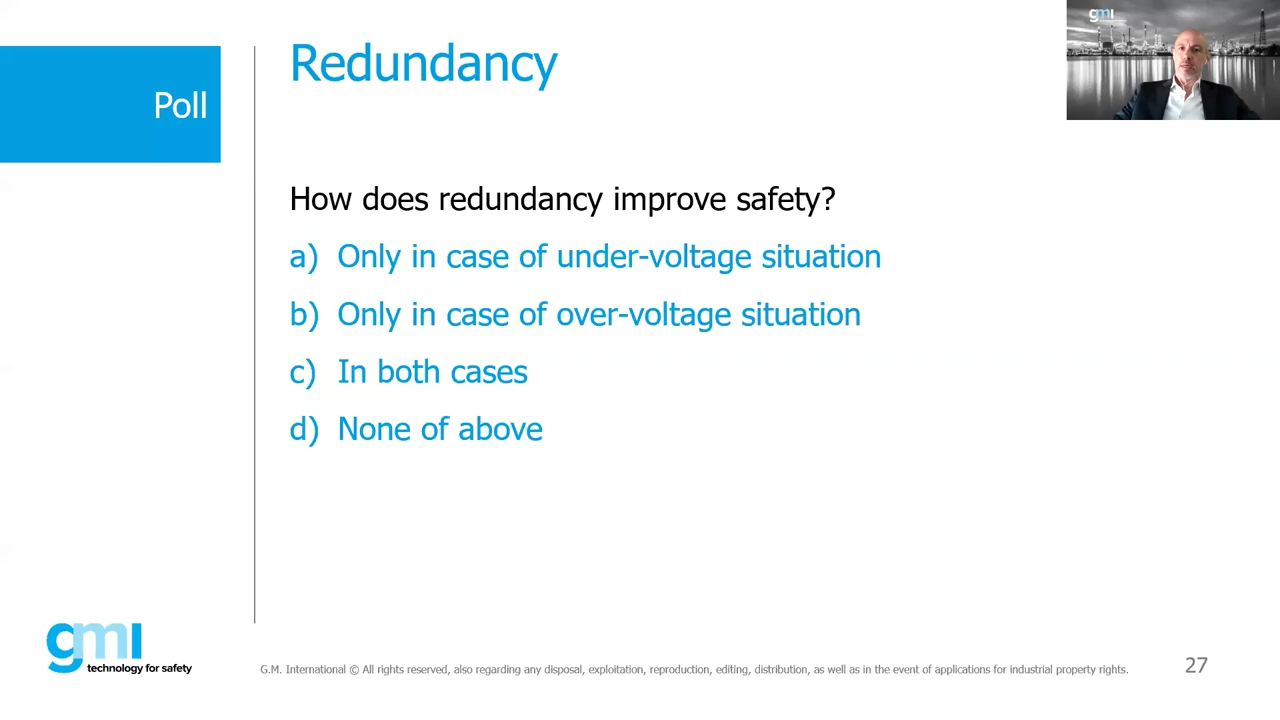 gmi
Redundancy
Poll
How does redundancy improve safety?
a) Only in case of under-voltage situation
b) Only in case of over-voltage situation
c) In both cases
d) None of above
gmi
technology for safety
G.M. International © All rights reserved, also regarding any disposal, exploitation, reproduction, editing, distribution, as well as in the event of applications for industrial property rights.
27